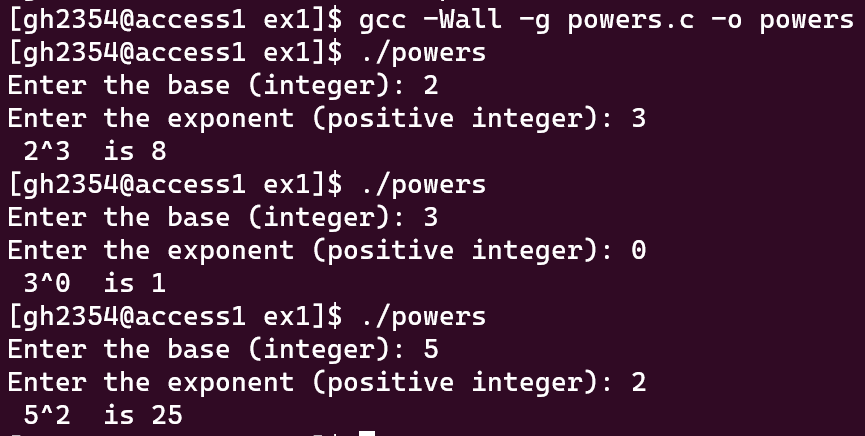 [gh2354@access1 ex1]$ gcc -Wall -g powers.c -o powers
[gh2354@access1 ex1]$ ./powers
Enter the base (integer): 2
Enter the exponent (positive integer): 3
 2^3  is 8
[gh2354@access1 ex1]$ ./powers
Enter the base (integer): 3
Enter the exponent (positive integer): 0
 3^0  is 1
[gh2354@access1 ex1]$ ./powers
Enter the base (integer): 5
Enter the exponent (positive integer): 2
 5^2  is 25